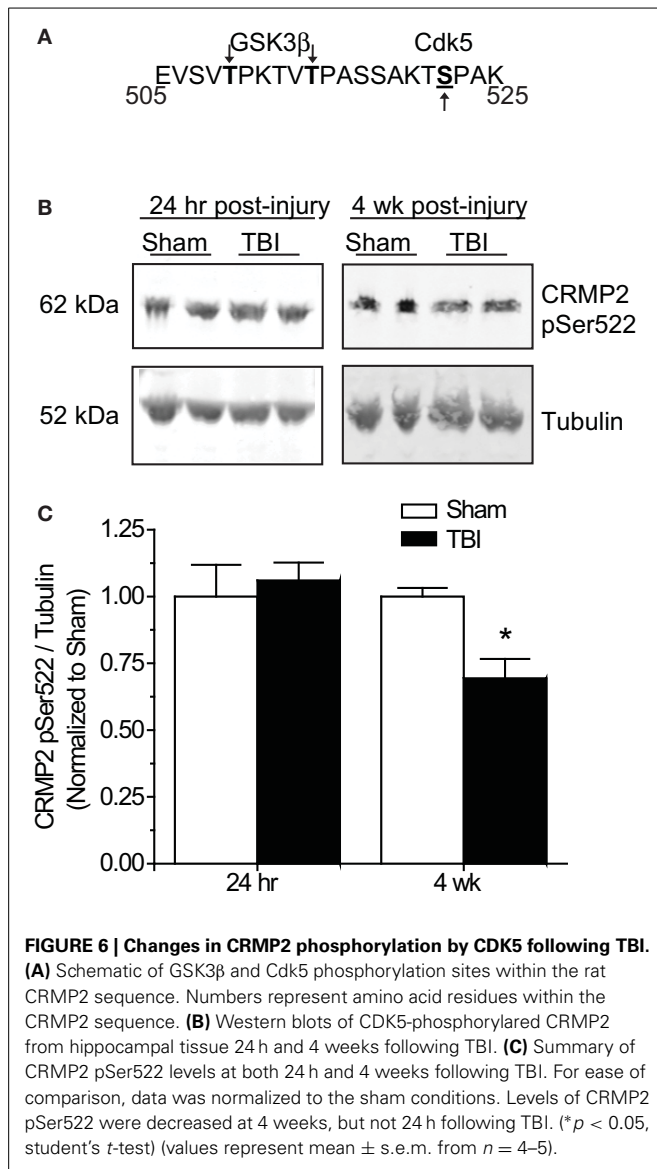 A
GSK3β Cdk5
EVSVTPKTVTPASSAKTSPAK
505 525
B
24 hr post-injury 4 wk post-injury
Sham TBI Sham TBI
62 kDa
CRMP2
pSer522
52 kDa
Tubulin
C
Sham
TBI
CRMP2 pSer522 / Tubulin
(Normalized to Sham)
1.25
1.00
0.75
0.50
0.25
0.00
*
24 hr 4 wk
FIGURE 6 | Changes in CRMP2 phosphorylation by CDK5 following TBI.
(A) Schematic of GSK3β and Cdk5 phosphorylation sites within the rat
CRMP2 sequence. Numbers represent amino acid residues within the
CRMP2 sequence. (B) Western blots of CDK5-phosphorylared CRMP2
from hippocampal tissue 24 h and 4 weeks following TBI. (C) Summary of
CRMP2 pSer522 levels at both 24 h and 4 weeks following TBI. For ease of
comparison, data was normalized to the sham conditions. Levels of CRMP2
pSer522 were decreased at 4 weeks, but not 24 h following TBI. (*p < 0.05,
student's t-test) (values represent mean ± s.e.m. from n = 4–5).